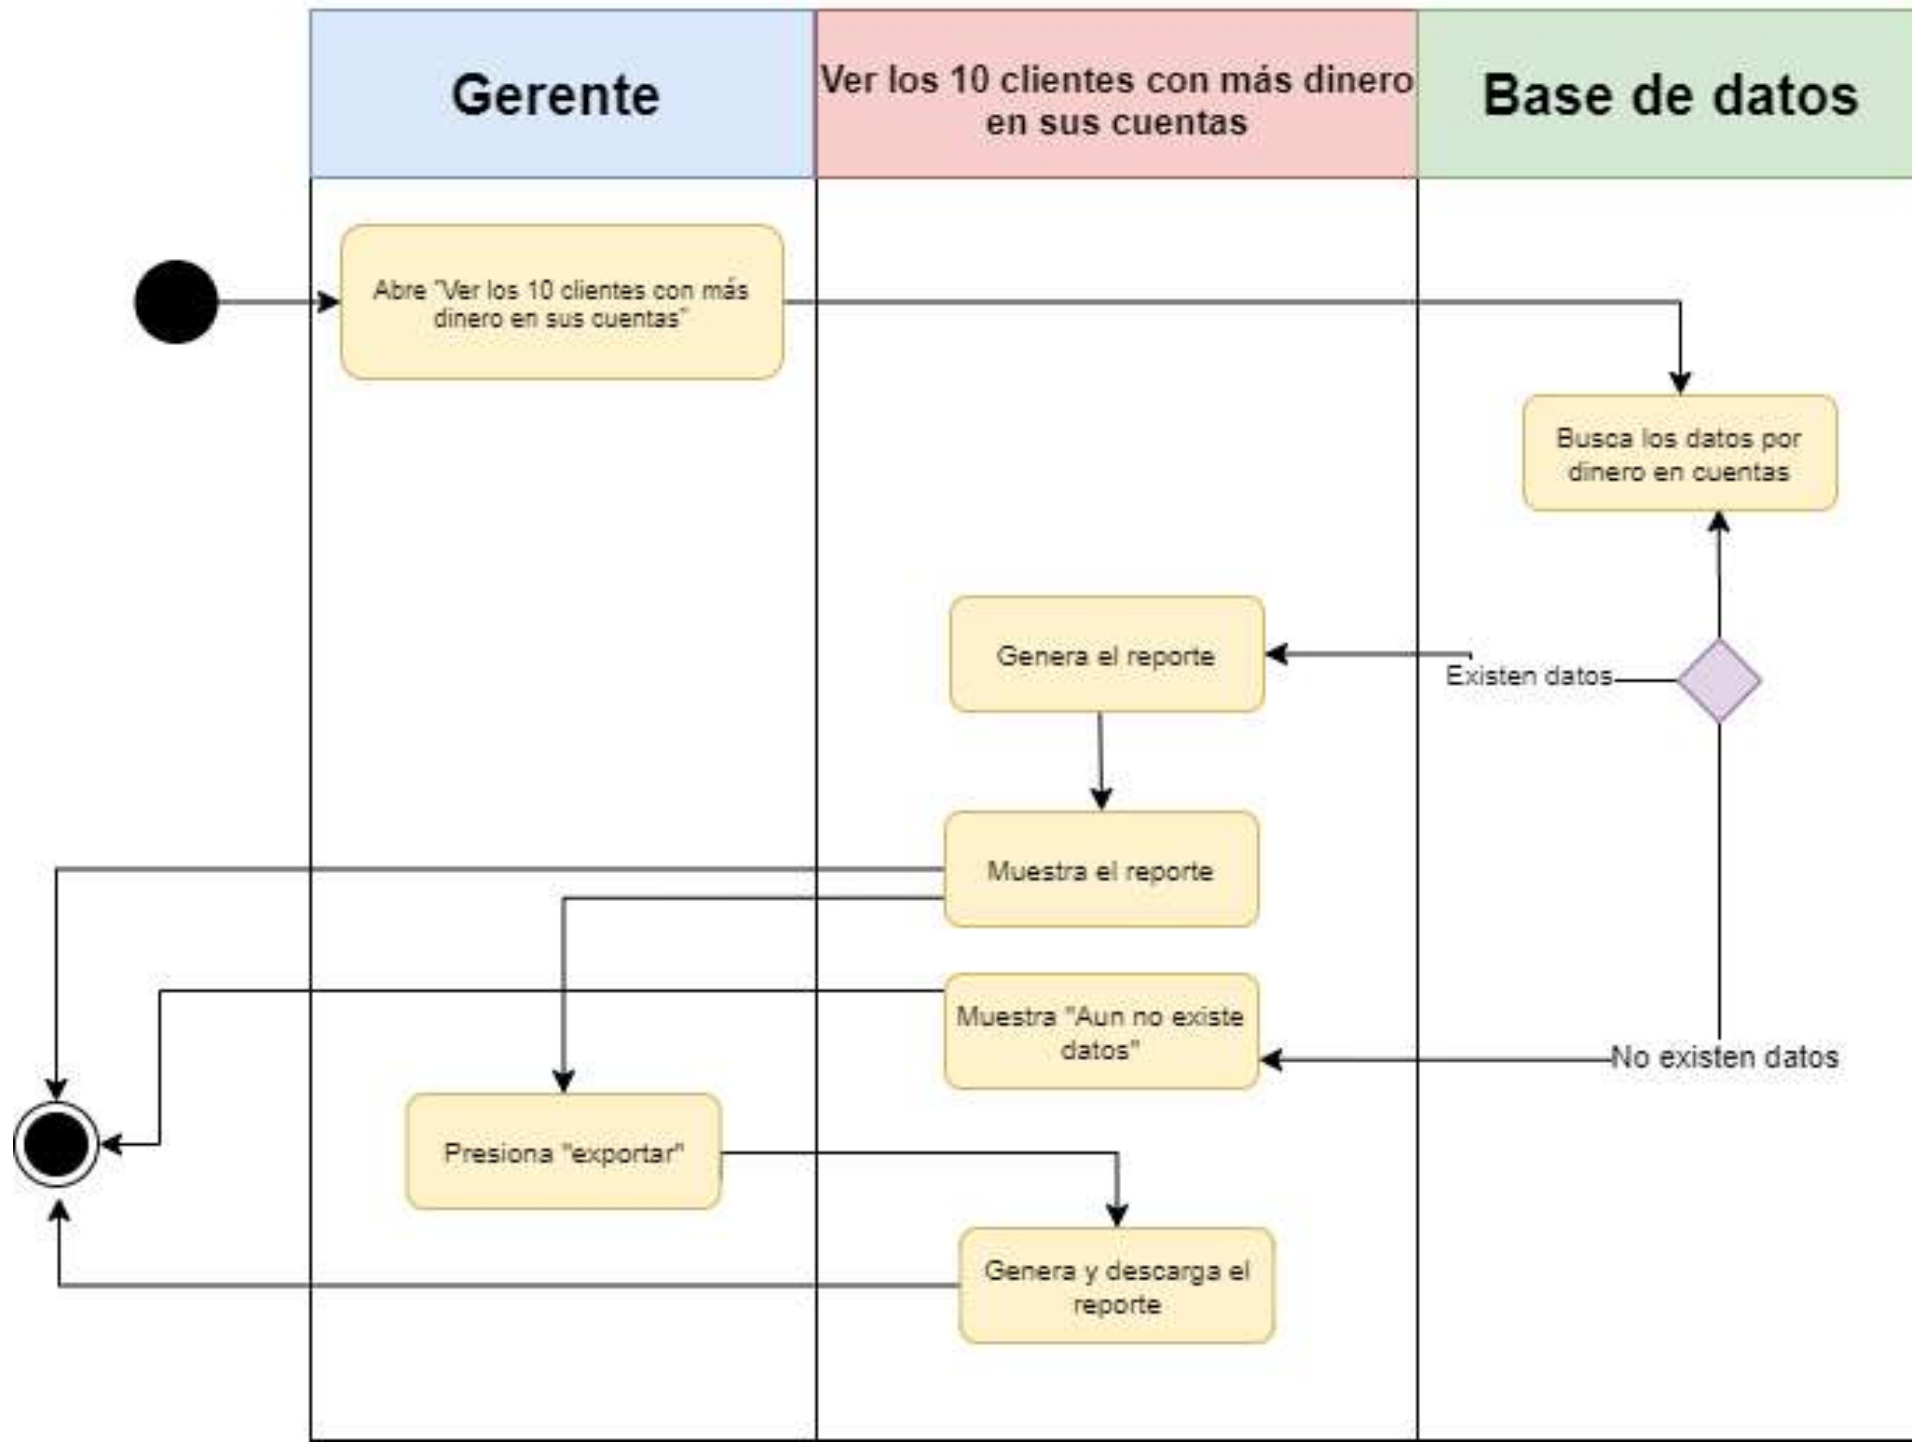 Gerente
Ver los 10 clientes con más dinero
en sus cuentas
Base de datos
Abre "Ver los 10 clientes con más
dinero en sus cuentas"
Busca los datos por
dinero en cuentas
Genera el reporte
Existen datos
Muestra el reporte
Muestra "Aun no existe
datos"
No existen datos
Presiona "exportar"
Genera y descarga el
reporte